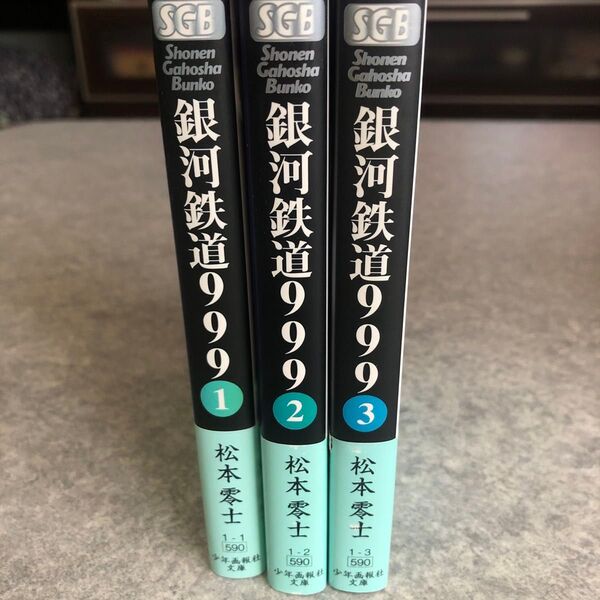 SGB
Shonen
Gahosha
Bunko
銀河鉄道999
1
松本零士
1-1
590
少年画報社
文庫
SGB
Shonen
Gahosha
Bunko
銀河鉄道999
2
松本零士
1-2
590
少年画報社
文庫
SGB
Shonen
Gahosha
Bunko
銀河鉄道999
3
松本零士
1-3
590
少年画報社
文庫